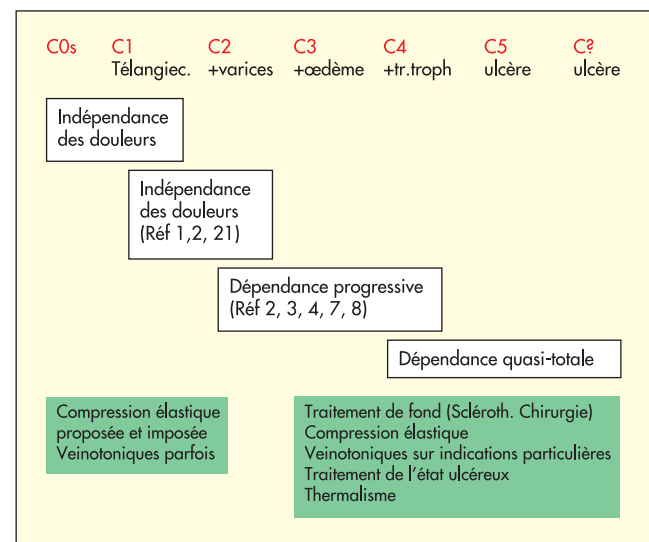 C0s C1 C2 C3 C4 C5 C?
Télangiec. +varices +œdème +tr.troph ulcère ulcère
Indépendance
des douleurs
Indépendance
des douleurs
(Réf 1,2, 21)
Dépendance progressive
(Réf 2, 3, 4, 7, 8)
Dépendance quasi-totale
Compression élastique
proposée et imposée
Veinotoniques parfois
Traitement de fond (Scléroth. Chirurgie)
Compression élastique
Veinotoniques sur indications particulières
Traitement de l'état ulcéreux
Thermalisme